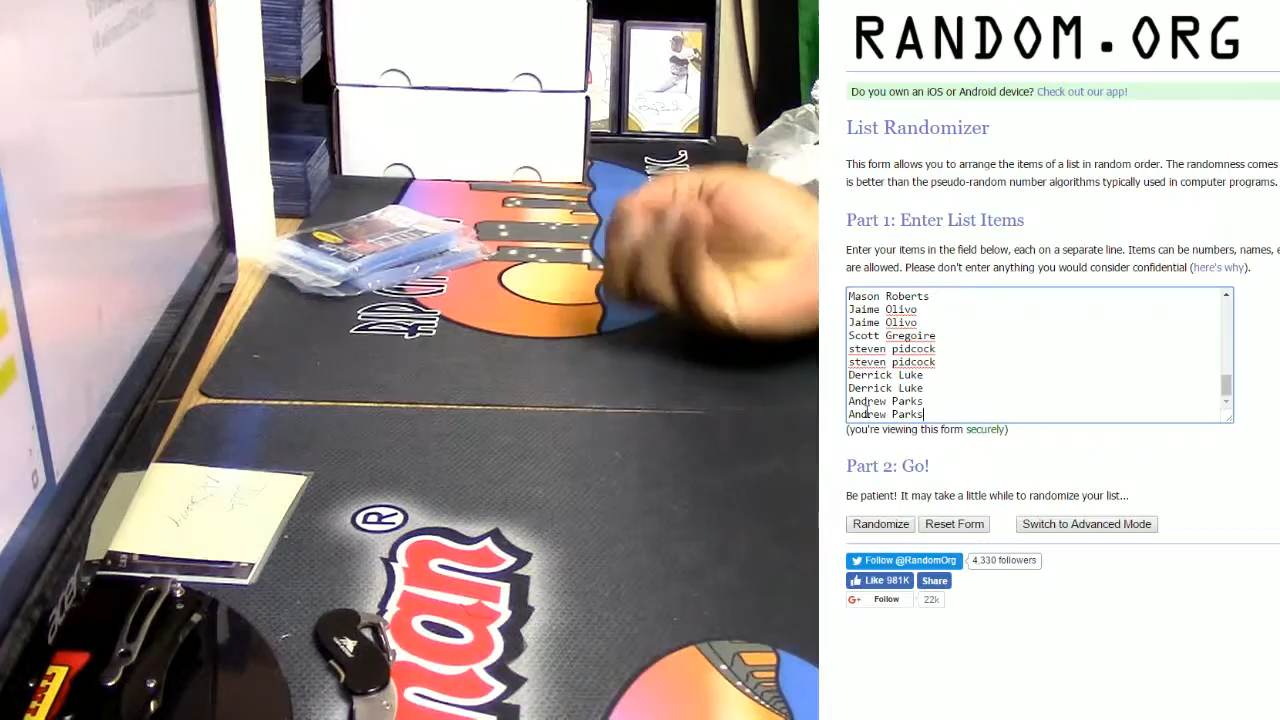 RANDOM.ORG
Do you own an iOS or Android device? Check out our app!
List Randomizer
This form allows you to arrange the items of a list in random order. The randomness comes
is better than the pseudo-random number algorithms typically used in computer programs.
Part 1: Enter List Items
Enter your items in the field below, each on a separate line. Items can be numbers, names, e
are allowed. Please don't enter anything you would consider confidential (here's why).
Mason Roberts
Jaime Olivo
Jaime Olivo
Scott Gregoire
steven pidcock
steven pidcock
Derrick Luke
Derrick Luke
Andrew Parks
Andrew Parks
(you're viewing this form securely)
Part 2: Go!
Be patient! It may take a little while to randomize your list...
Randomize
Reset Form
Switch to Advanced Mode
Follow @RandomOrg
4,330 followers
Like 981K
Share
G+ Follow
22k
RIP
acer
man
®